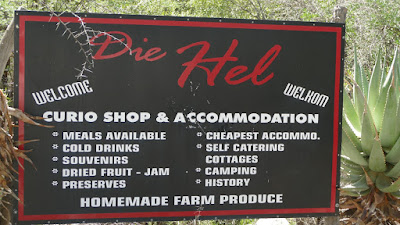 Die Hel
WELCOME
WELKOM
CURIO SHOP & ACCOMMODATION
* MEALS AVAILABLE
* COLD DRINKS
* SOUVENIRS
* DRIED FRUIT - JAM
* PRESERVES
* CHEAPEST ACCOMMO.
* SELF CATERING
COTTAGES
* CAMPING
* HISTORY
HOMEMADE FARM PRODUCE